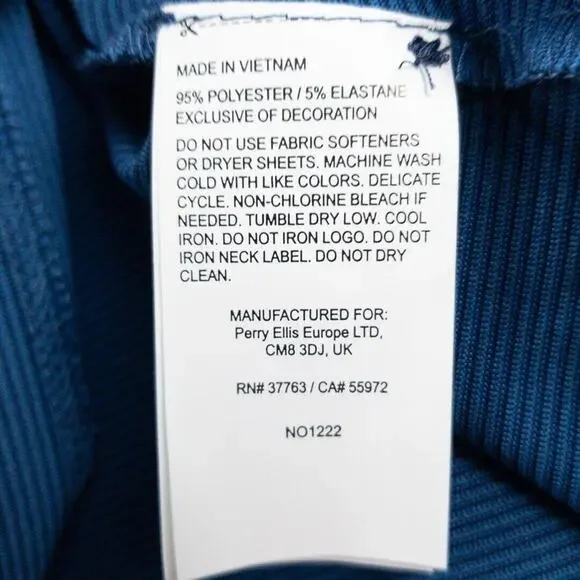 MADE IN VIETNAM
95% POLYESTER / 5% ELASTANE
EXCLUSIVE OF DECORATION
DO NOT USE FABRIC SOFTENERS
OR DRYER SHEETS. MACHINE WASH
COLD WITH LIKE COLORS. DELICATE
CYCLE. NON-CHLORINE BLEACH IF
NEEDED. TUMBLE DRY LOW. COOL
IRON. DO NOT IRON LOGO. DO NOT
IRON NECK LABEL. DO NOT DRY
CLEAN.
MANUFACTURED FOR:
Perry Ellis Europe LTD,
CM8 3DJ, UK
RN# 37763 / CA# 55972
NO1222